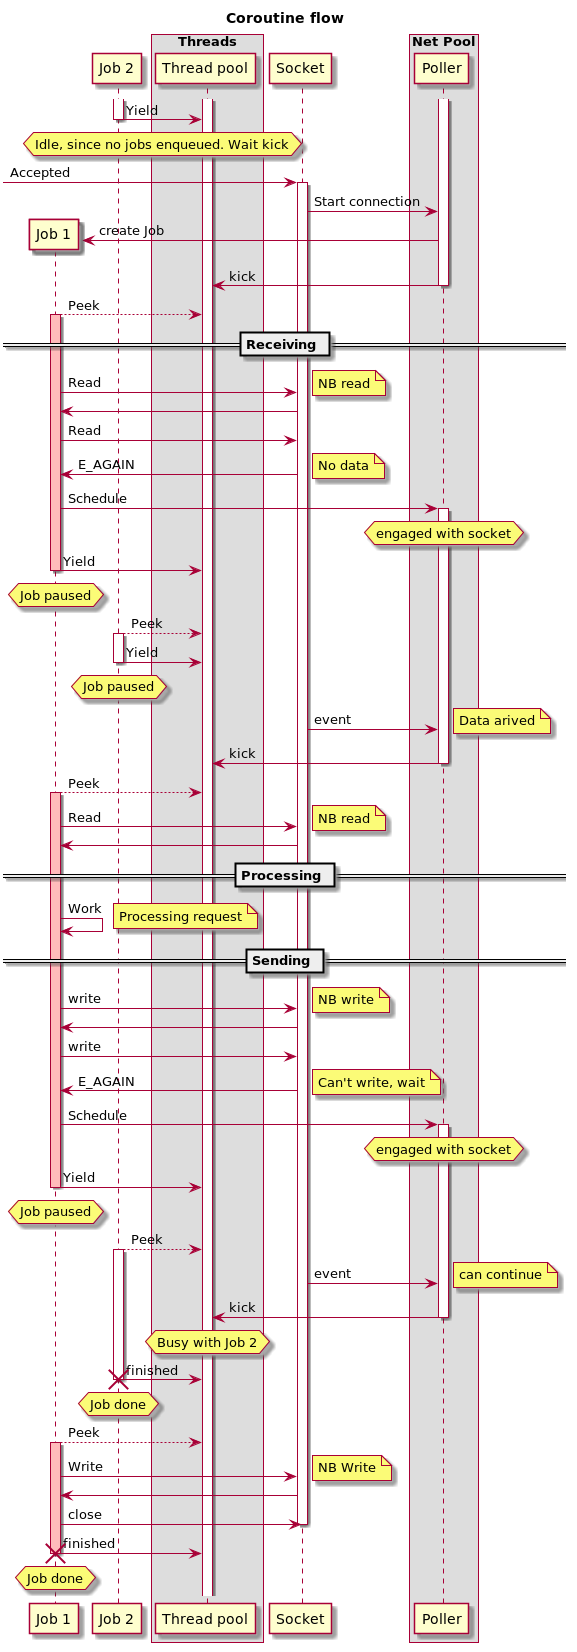 Coroutine flow
Threads
Net Pool
Job 2
Thread pool
Socket
Poller
Yield
Idle, since no jobs enqueued. Wait kick
Accepted
Start connection
Job 1
create Job
kick
Peek
Receiving
Read
NB read
Read
E_AGAIN
No data
Schedule
engaged with socket
Yield
Job paused
Peek
Yield
Job paused
event
Data arived
kick
Peek
Read
NB read
Processing
Work
Processing request
Sending
write
NB write
write
E_AGAIN
Can't write, wait
Schedule
engaged with socket
Yield
Job paused
Peek
event
can continue
kick
Busy with Job 2
finished
Job done
Peek
Write
NB Write
close
finished
Job done
Job 1
Job 2
Thread pool
Socket
Poller